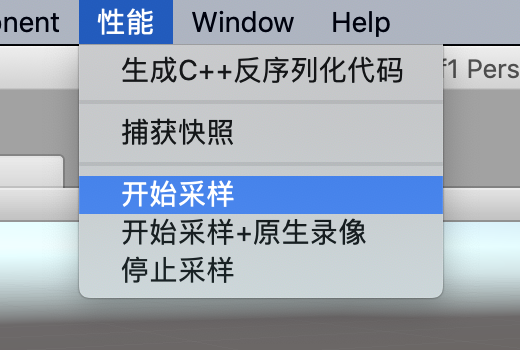 onent 性能 Window Help
生成C++反序列化代码
f1 Pers
捕获快照
开始采样
开始采样+原生录像
停止采样